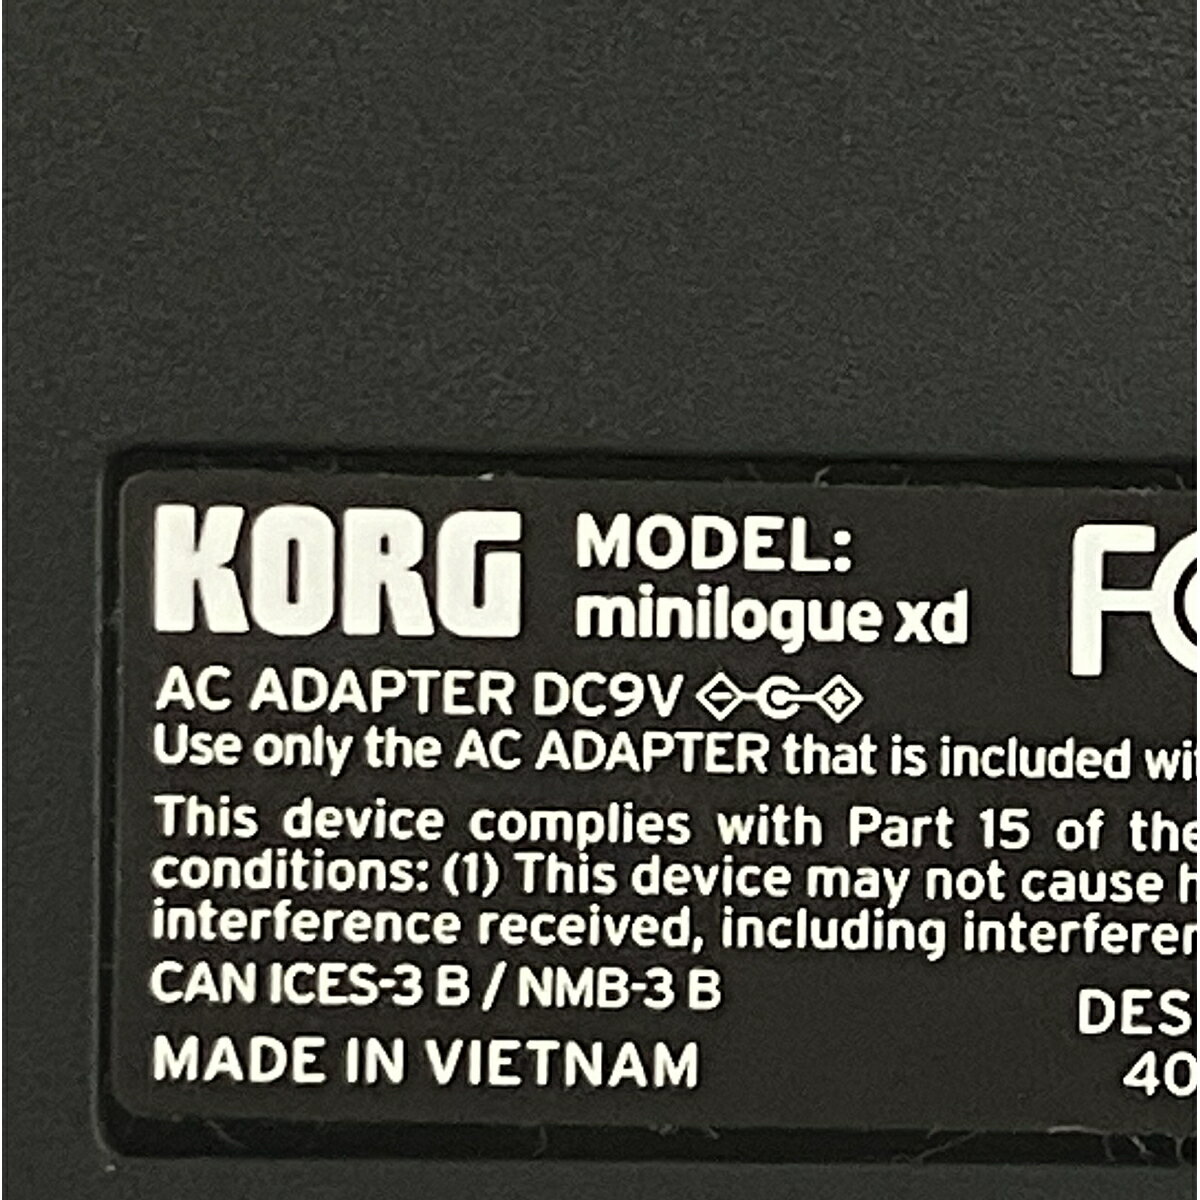 KORG
MODEL:
minilogue xd
AC ADAPTER DC9V
Use only the AC ADAPTER that is included
This device complies with Part 15 of the
conditions: (1) This device may not cause
interference received, including
CAN ICES-3 B / NMB-3 B
MADE IN VIETNAM